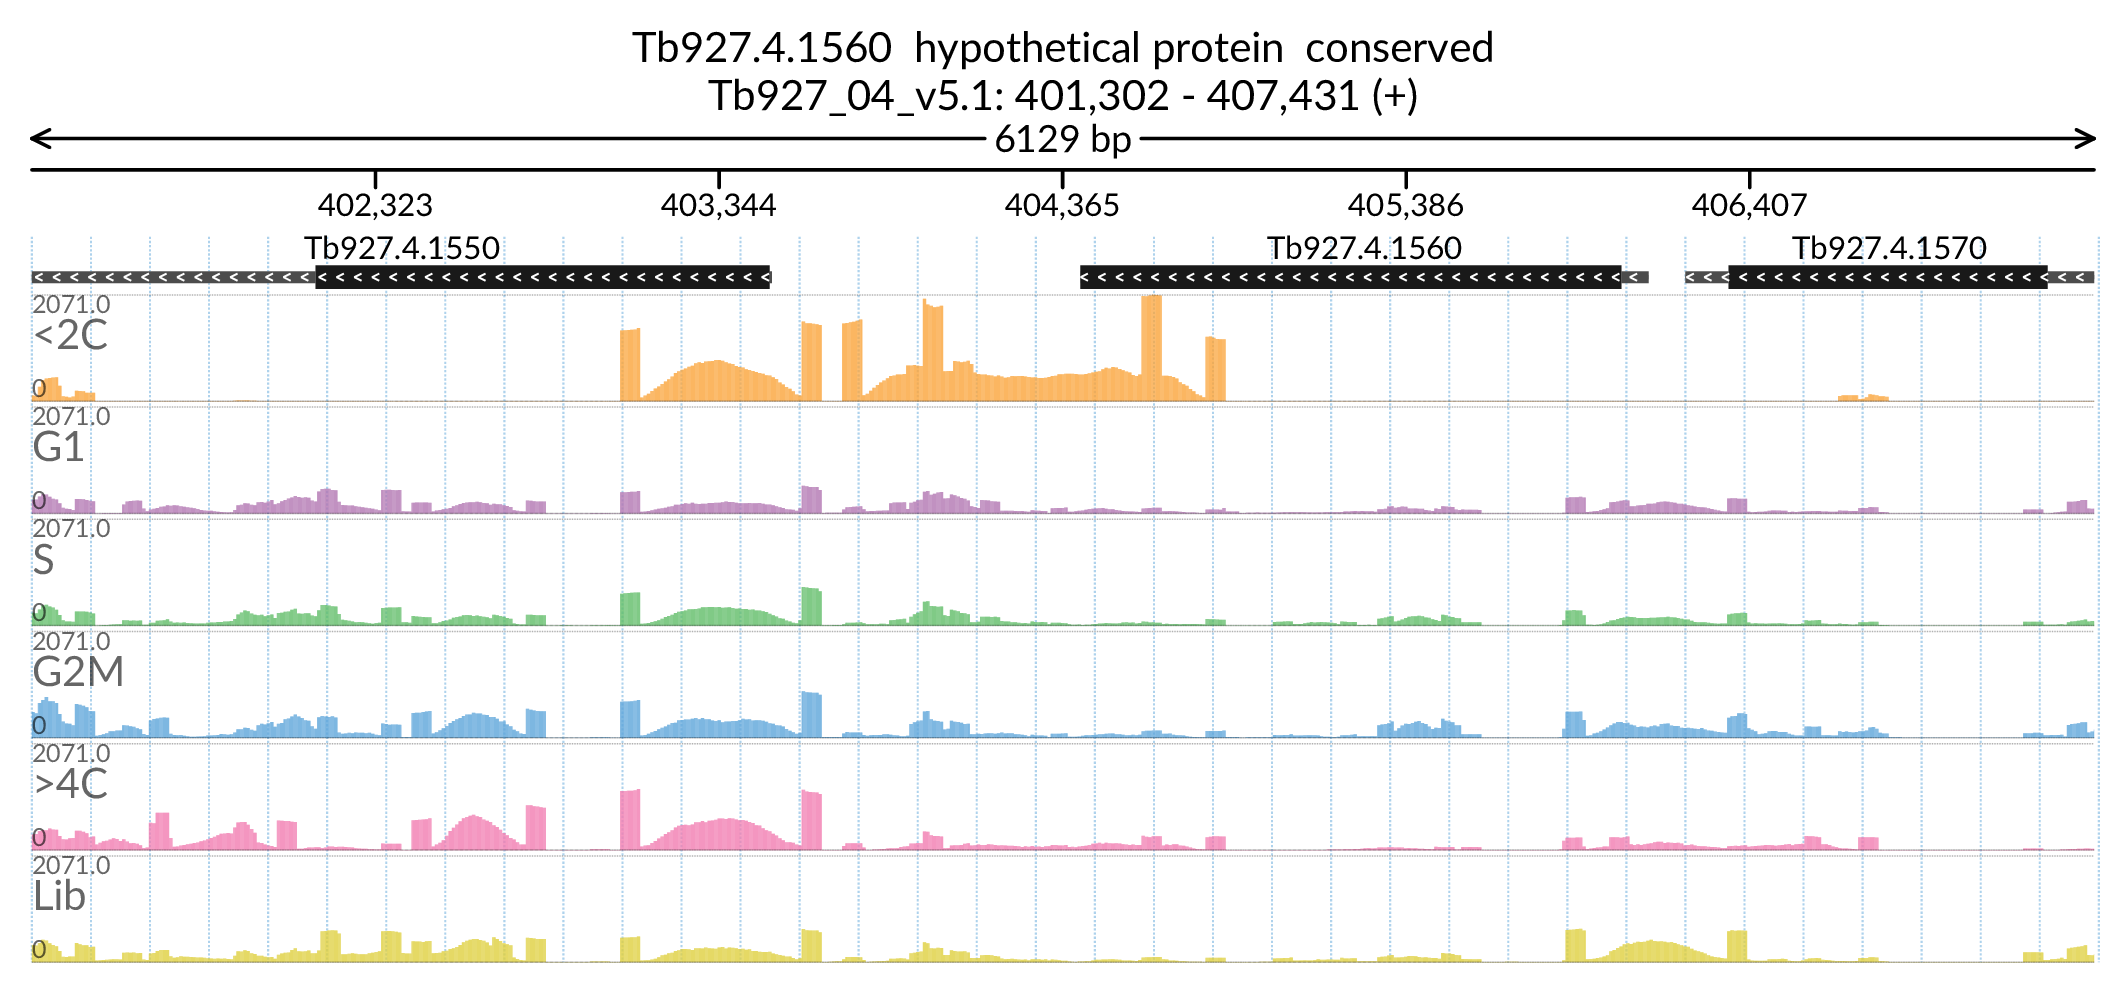 Tb927.4.1560  hypothetical protein  conserved
Tb927_04_v5.1: 401,302 - 407,431 (+)
6129 bp
402,323 403,344 404,365 405,386 406,407
Tb927.4.1550 Tb927.4.1560 Tb927.4.1570
2071.0
<2C
0
2071.0
G1
0
2071.0
S
0
2071.0
G2M
0
2071.0
>4C
0
2071.0
Lib
0